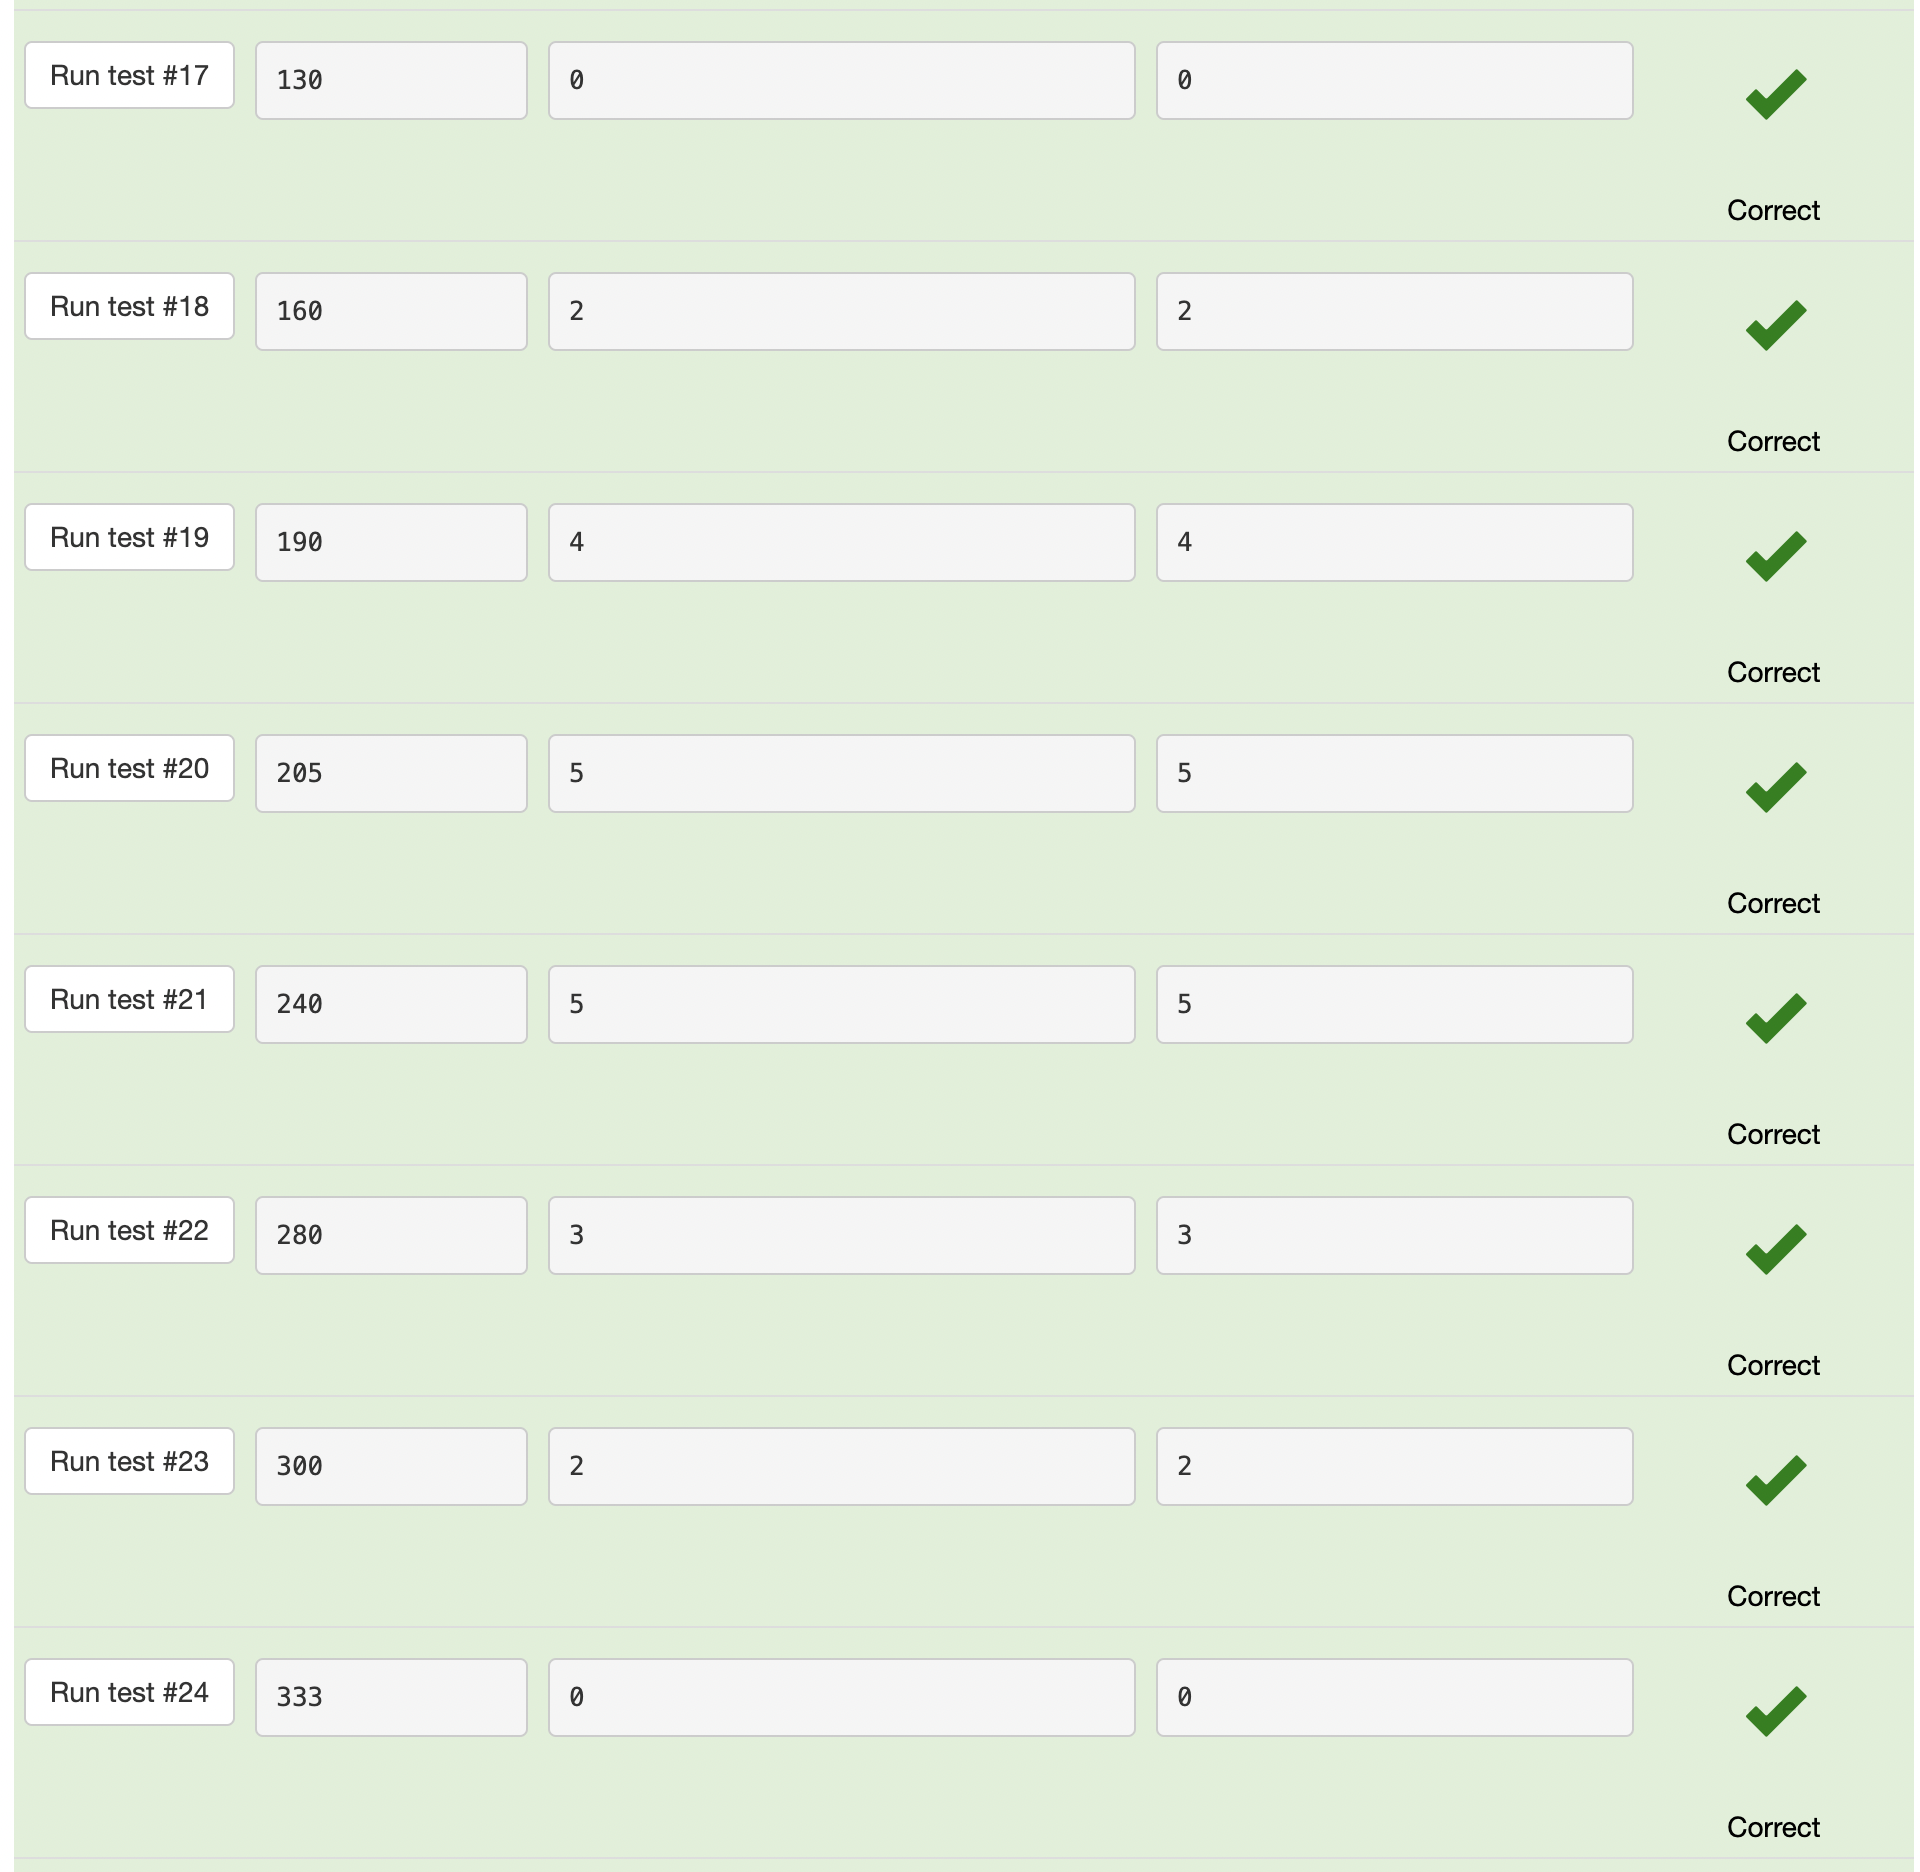 Run test #17 130 0 0
Correct
Run test #18 160 2 2
Correct
Run test #19 190 4 4
Correct
Run test #20 205 5 5
Correct
Run test #21 240 5 5
Correct
Run test #22 280 3 3
Correct
Run test #23 300 2 2
Correct
Run test #24 333 0 0
Correct